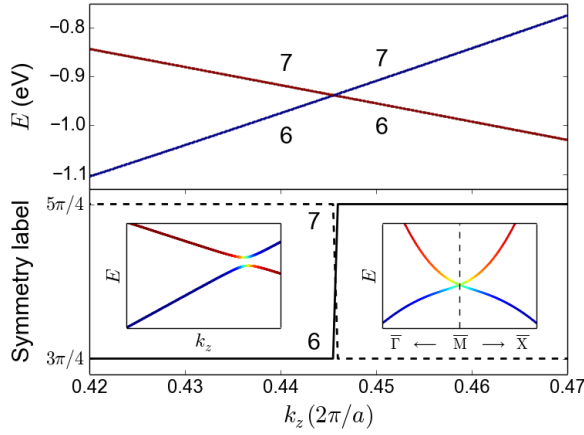 −0.8
−0.9
−1.0
−1.1
E (eV)
7 7
6 6
5π/4
3π/4
Symmetry label
7
6
E
k_z
E
Γ̅ ← M̅ → X̅
0.42 0.43 0.44 0.45 0.46 0.47
k_z (2π/a)